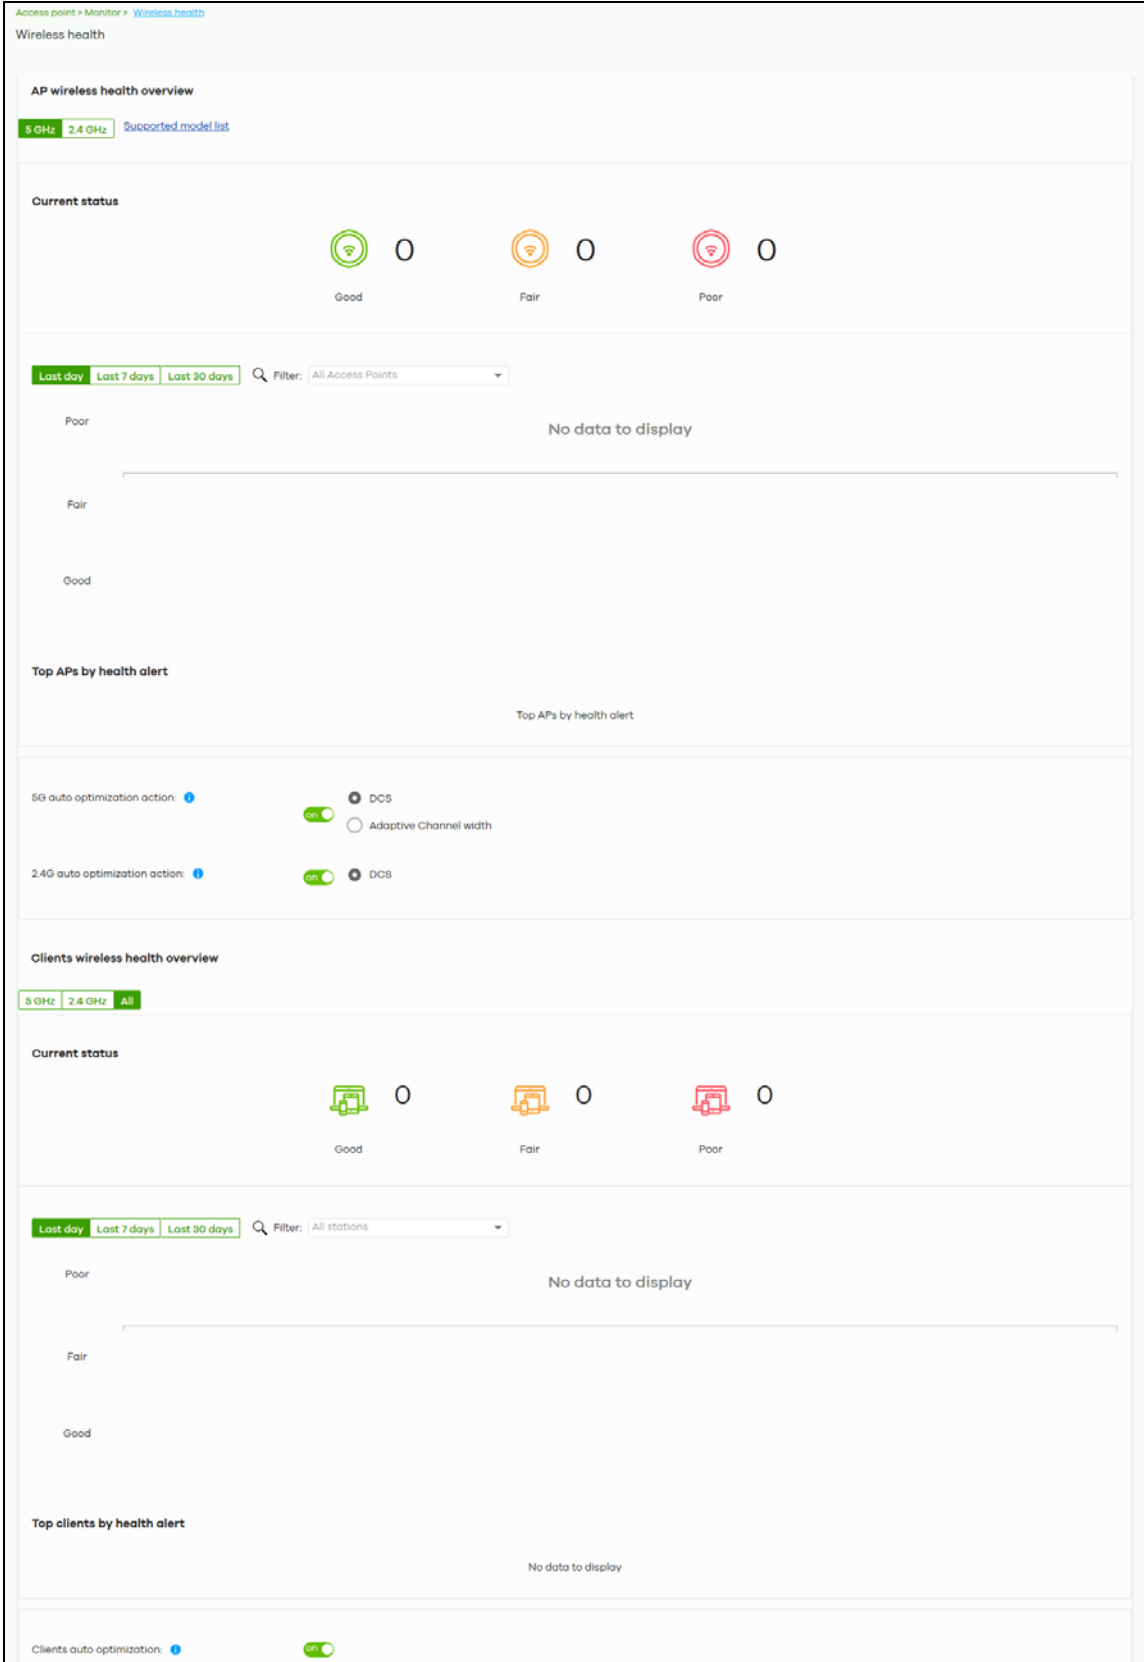 Access point > Monitor > Wireless health
Wireless health
AP wireless health overview
5 GHz 2.4 GHz Supported model list
Current status
0 0 0
Good Fair Poor
Last day Last 7 days Last 30 days Filter: All Access Points
Poor
No data to display
Fair
Good
Top APs by health alert
Top APs by health alert
5G auto optimization action: on DCS
Adaptive Channel width
2.4G auto optimization action: on DCS
Clients wireless health overview
5 GHz 2.4 GHz All
Current status
0 0 0
Good Fair Poor
Last day Last 7 days Last 30 days Filter: All stations
Poor
No data to display
Fair
Good
Top clients by health alert
No data to display
Clients auto optimization: on